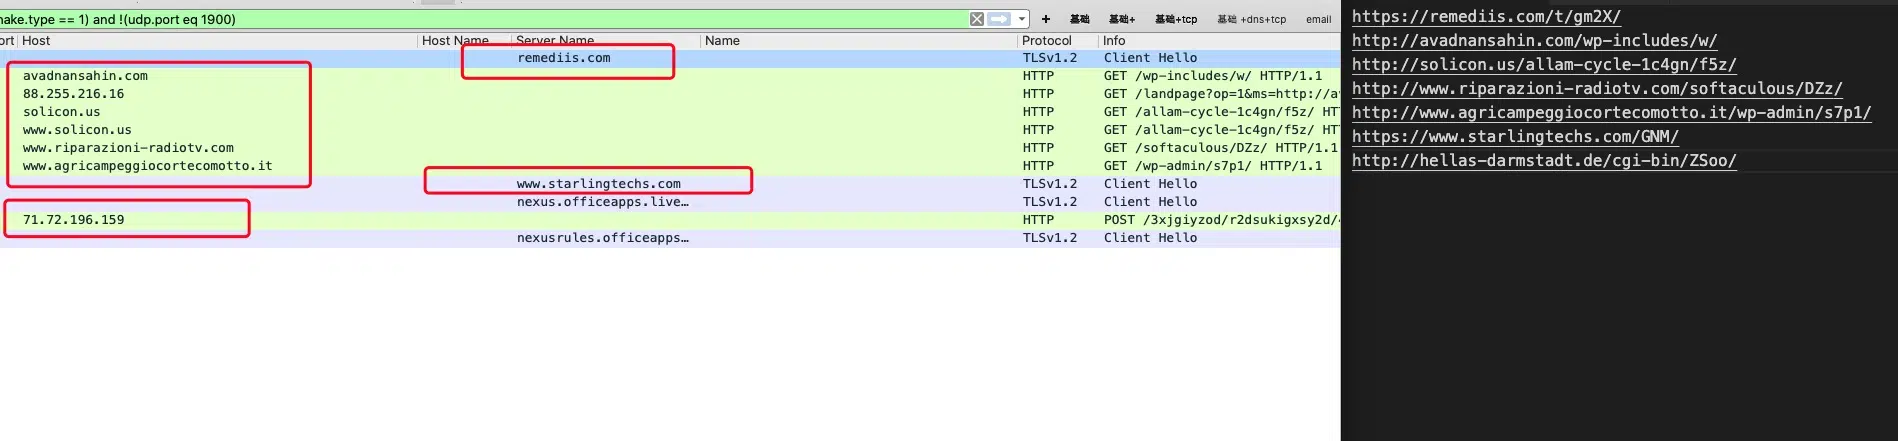 nake.type == 1) and !(udp.port eq 1900) + 基础 基础+ 基础+tcp 基础 +dns+tcp email
ort Host Host Name Server Name Name Protocol Info
remediis.com TLSv1.2 Client Hello
avadnansahin.com HTTP GET /wp-includes/w/ HTTP/1.1
88.255.216.16 HTTP GET /landpage?op=1&ms=http://a
solicon.us HTTP GET /allam-cycle-1c4gn/f5z/ HT
www.solicon.us HTTP GET /allam-cycle-1c4gn/f5z/ HT
www.riparazioni-radiotv.com HTTP GET /softaculous/DZz/ HTTP/1.1
www.agricampeggiocortecomotto.it HTTP GET /wp-admin/s7p1/ HTTP/1.1
www.starlingtechs.com TLSv1.2 Client Hello
nexus.officeapps.live… TLSv1.2 Client Hello
71.72.196.159 HTTP POST /3xjgiyzod/r2dsukigxsy2d/
nexusrules.officeapps… TLSv1.2 Client Hello
https://remediis.com/t/gm2X/
http://avadnansahin.com/wp-includes/w/
http://solicon.us/allam-cycle-1c4gn/f5z/
http://www.riparazioni-radiotv.com/softaculous/DZz/
http://www.agricampeggiocortecomotto.it/wp-admin/s7p1/
https://www.starlingtechs.com/GNM/
http://hellas-darmstadt.de/cgi-bin/ZSoo/